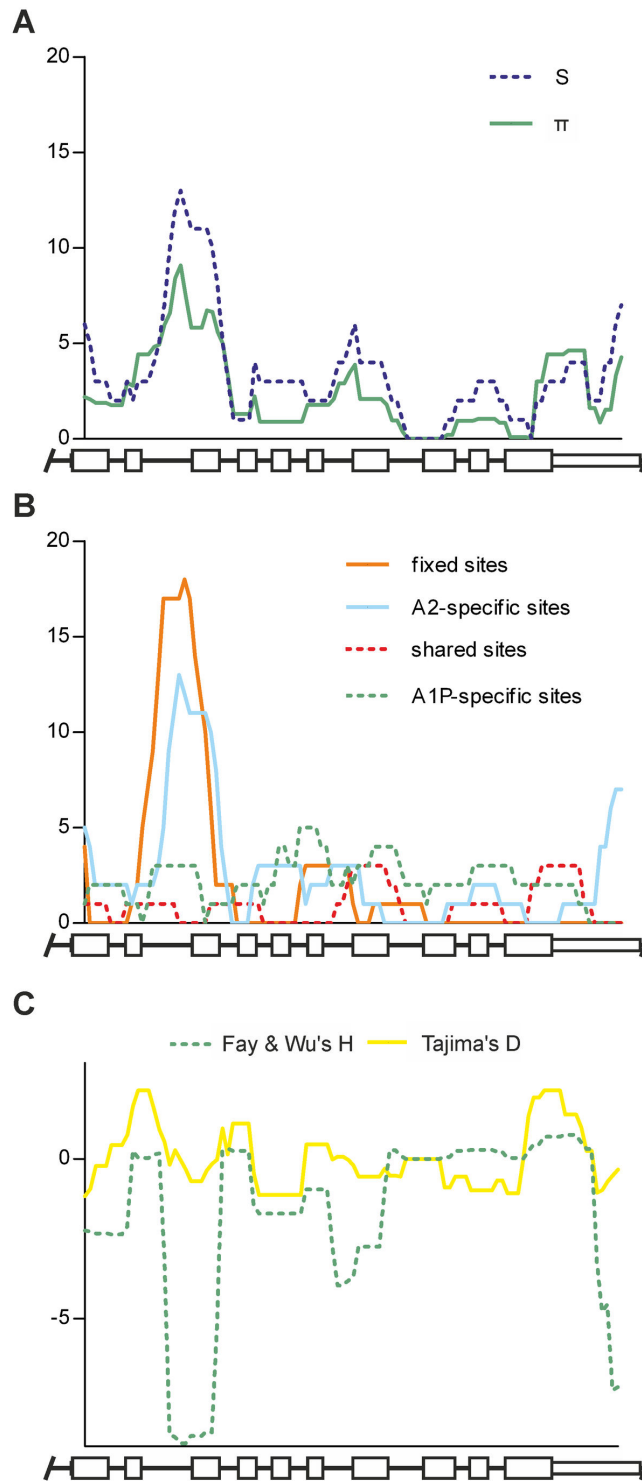 A
20
S
π
15
10
5
0
B
20
fixed sites
A2-specific sites
15
shared sites
A1P-specific sites
10
5
0
C
Fay & Wu's H
Tajima's D
0
-5